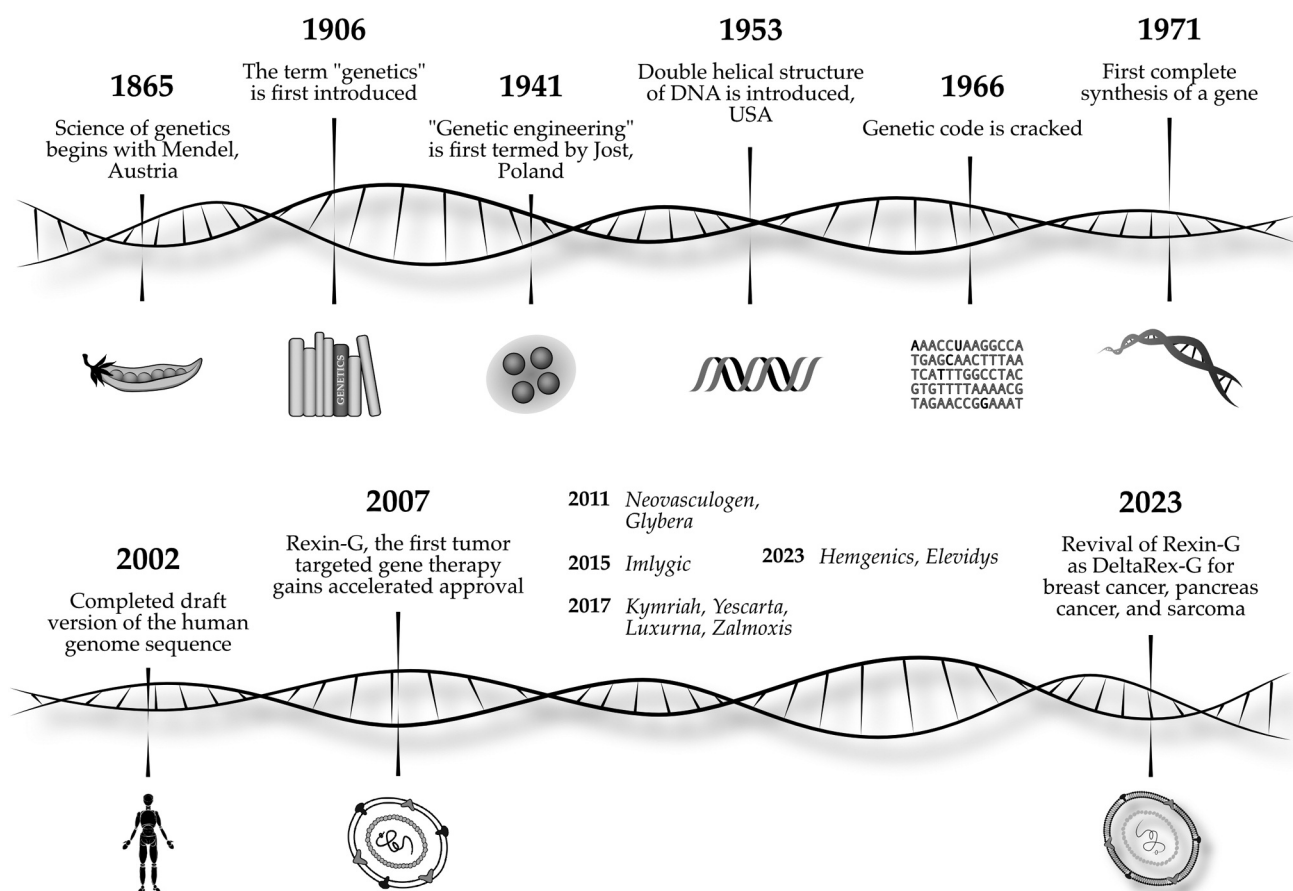 1865
Science of genetics
begins with Mendel,
Austria
1906
The term "genetics"
is first introduced
1941
"Genetic engineering"
is first termed by Jost,
Poland
1953
Double helical structure
of DNA is introduced,
USA
1966
Genetic code is cracked
1971
First complete
synthesis of a gene
GENETICS
AAACCUAAGGCCA
TGAGCAACTTTAA
TCATTTGGCCTAC
GTGTTTTAAAACG
TAGAACCGGAAAT
2002
Completed draft
version of the human
genome sequence
2007
Rexin-G, the first tumor
targeted gene therapy
gains accelerated approval
2011 Neovasculogen,
Glybera
2015 Imlygic
2017 Kymriah, Yescarta,
Luxurna, Zalmoxis
2023 Hemgenics, Elevidys
2023
Revival of Rexin-G
as DeltaRex-G for
breast cancer, pancreas
cancer, and sarcoma